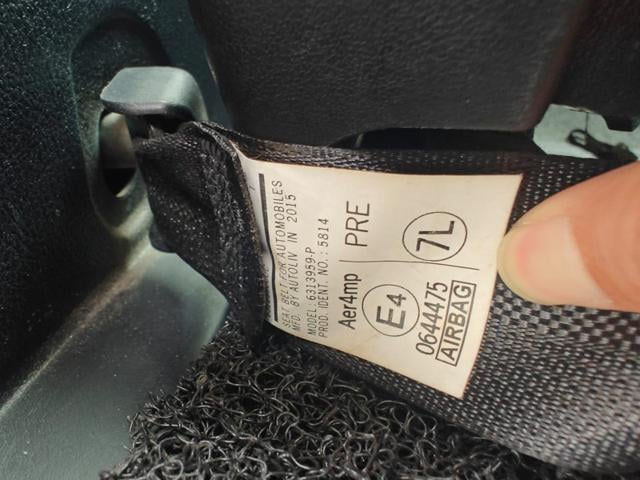 SEAT BELT FOR AUTOMOBILES
MFD. BY AUTOLIV IN 2015
MODEL: 6313959-P
PROD. IDENT. NO.: 5814
Aer4mp PRE
E4 7L
0644475
AIRBAG